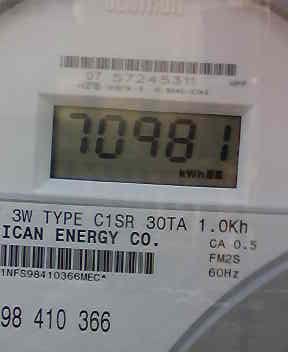 07 57245311
70981
kWh
3W TYPE C1SR 30TA 1.0Kh
ICAN ENERGY CO.
CA 0.5
FM2S
1NFS98410366MEC*
60Hz
98 410 366